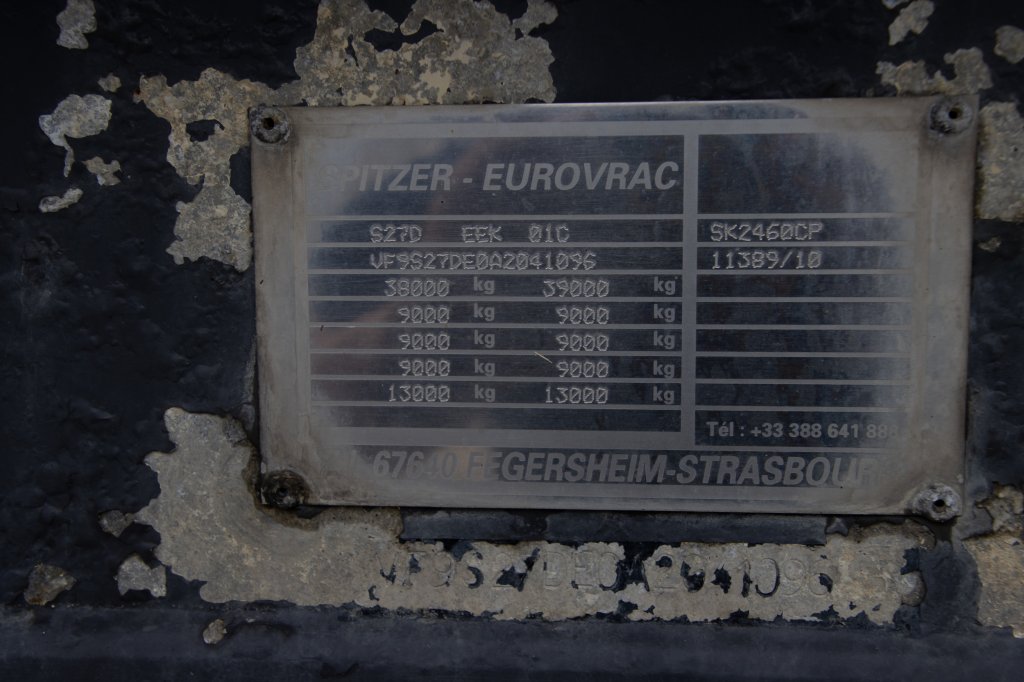 SPITZER - EUROVRAC
S27D EEK 01C SK2460CP
VF9S27DE0A2041096 11389/10
38000 kg 39000 kg
9000 kg 9000 kg
9000 kg 9000 kg
9000 kg 9000 kg
13000 kg 13000 kg
Tél : +33 388 641 888
67640 FEGERSHEIM-STRASBOURG
VF9S27DE0A2041096